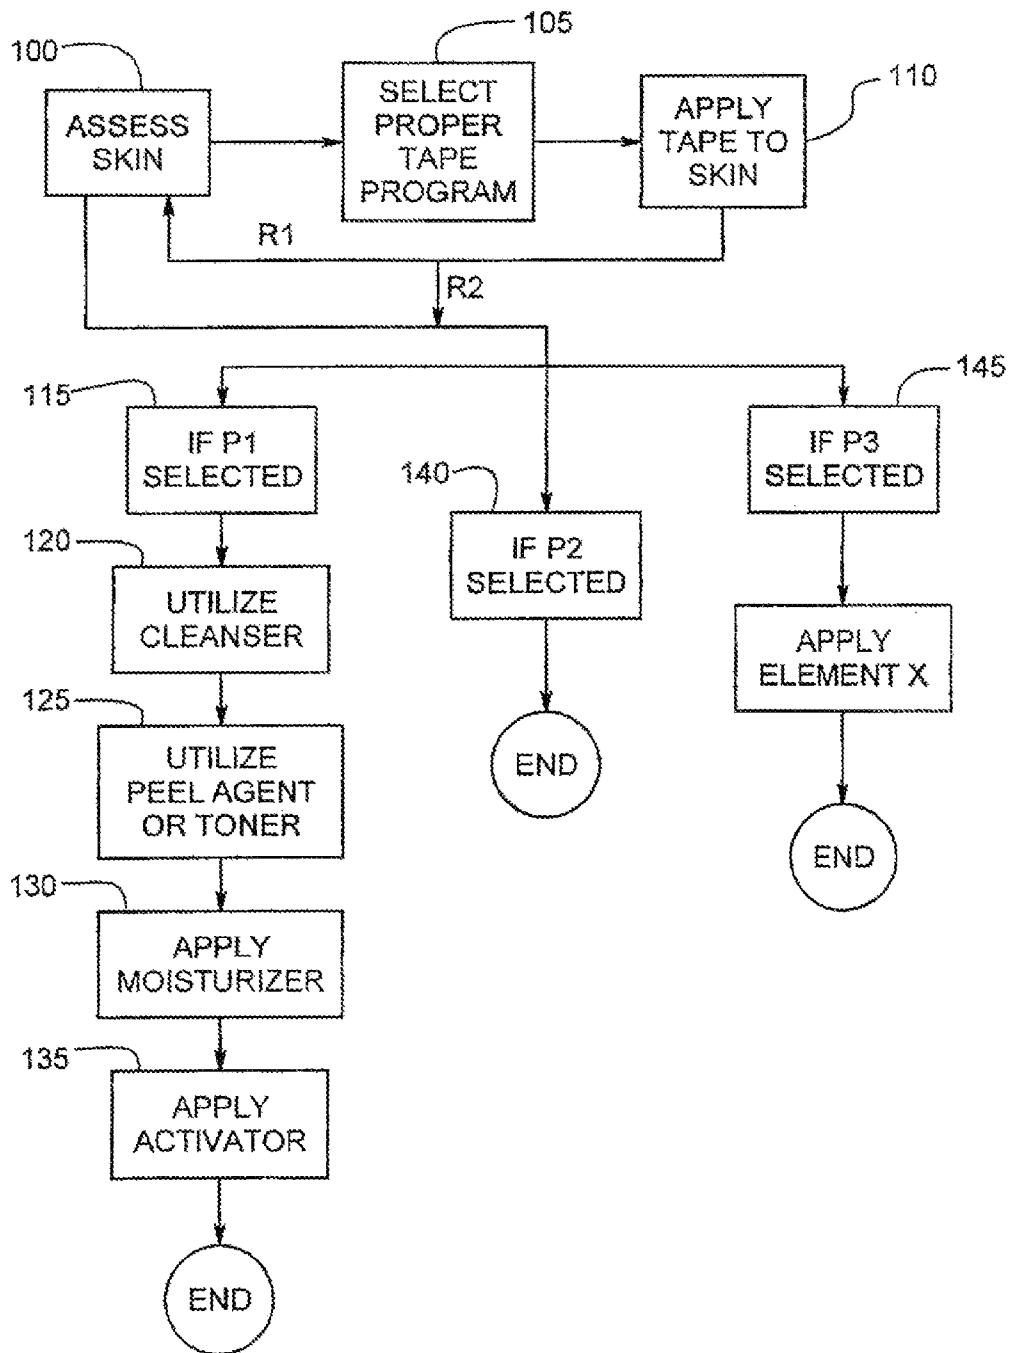 100
ASSESS
SKIN
105
SELECT
PROPER
TAPE
PROGRAM
110
APPLY
TAPE TO
SKIN
R1
R2
115
IF P1
SELECTED
120
UTILIZE
CLEANSER
125
UTILIZE
PEEL AGENT
OR TONER
130
APPLY
MOISTURIZER
135
APPLY
ACTIVATOR
END
140
IF P2
SELECTED
END
145
IF P3
SELECTED
APPLY
ELEMENT X
END